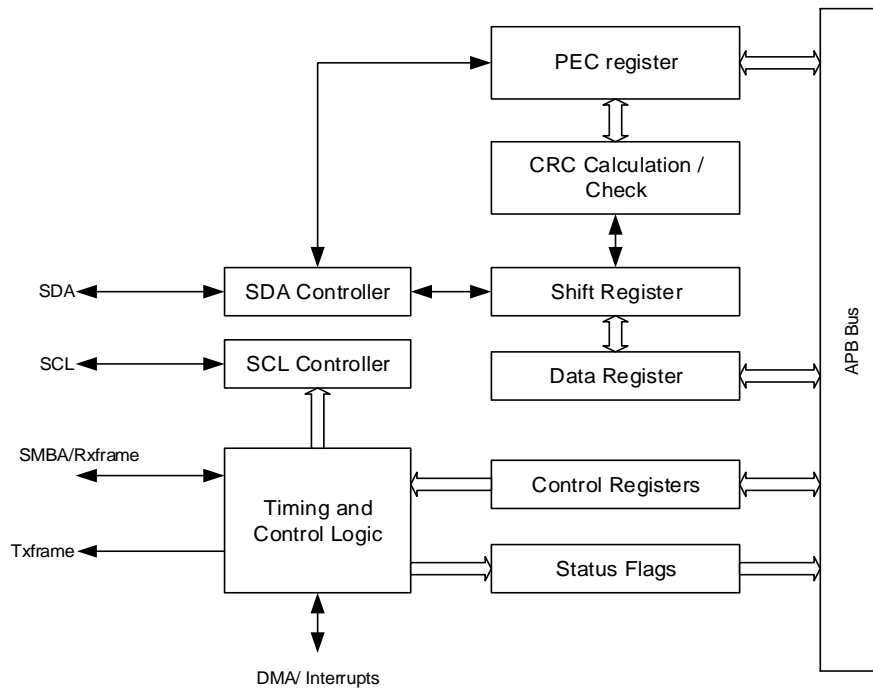 PEC register
CRC Calculation /
Check
SDA
SDA Controller
Shift Register
SCL
SCL Controller
Data Register
APB Bus
SMBA/Rxframe
Timing and
Control Logic
Control Registers
Txframe
Status Flags
DMA/ Interrupts